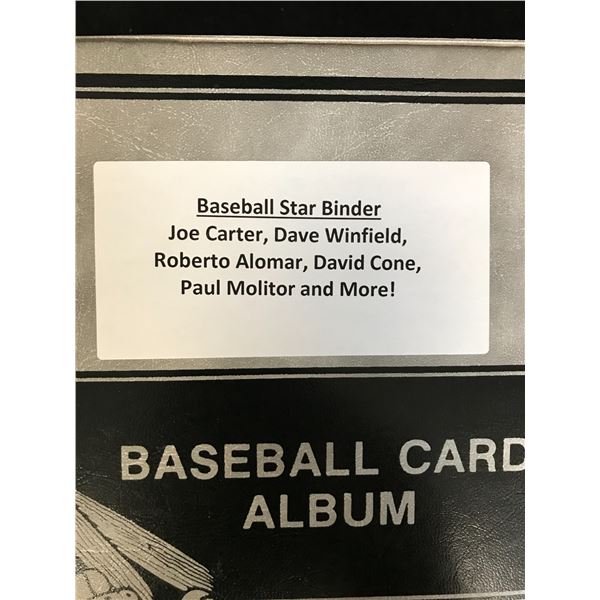 Baseball Star Binder
Joe Carter, Dave Winfield,
Roberto Alomar, David Cone,
Paul Molitor and More!
BASEBALL CARD
ALBUM